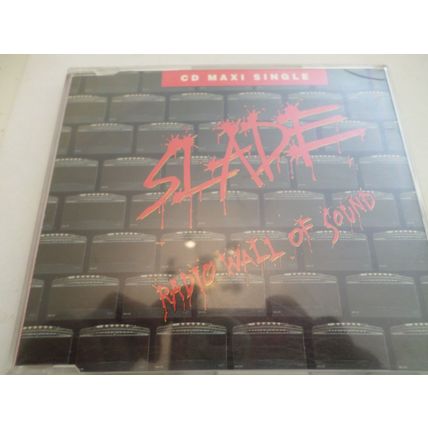 CD MAXI SINGLE
SLADE
RADIO WALL OF SOUND